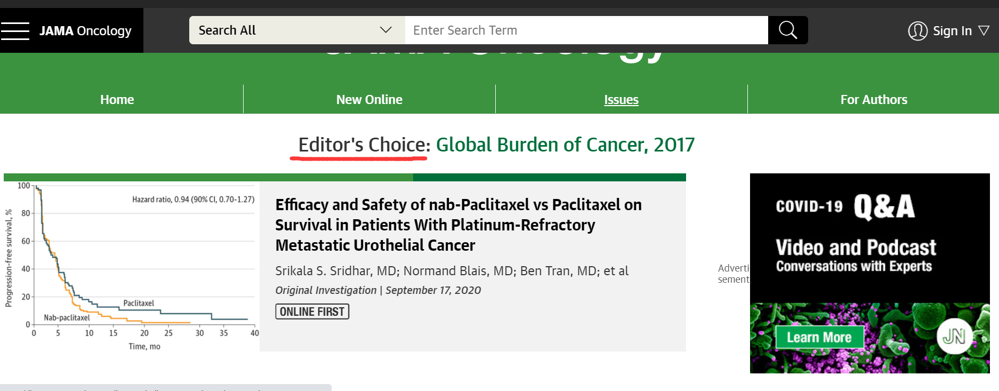 JAMA Oncology
Search All
Enter Search Term
Sign In
Home
New Online
Issues
For Authors
Editor's Choice: Global Burden of Cancer, 2017
100
80
60
40
20
0
Progression-free survival, %
Hazard ratio, 0.94 (90% CI, 0.70-1.27)
Paclitaxel
Nab-paclitaxel
0 5 10 15 20 25 30 35 40
Time, mo
Efficacy and Safety of nab-Paclitaxel vs Paclitaxel on
Survival in Patients With Platinum-Refractory
Metastatic Urothelial Cancer
Srikala S. Sridhar, MD; Normand Blais, MD; Ben Tran, MD; et al
Original Investigation | September 17, 2020
ONLINE FIRST
Adverti
sement
COVID-19 Q&A
Video and Podcast
Conversations with Experts
Learn More
JN